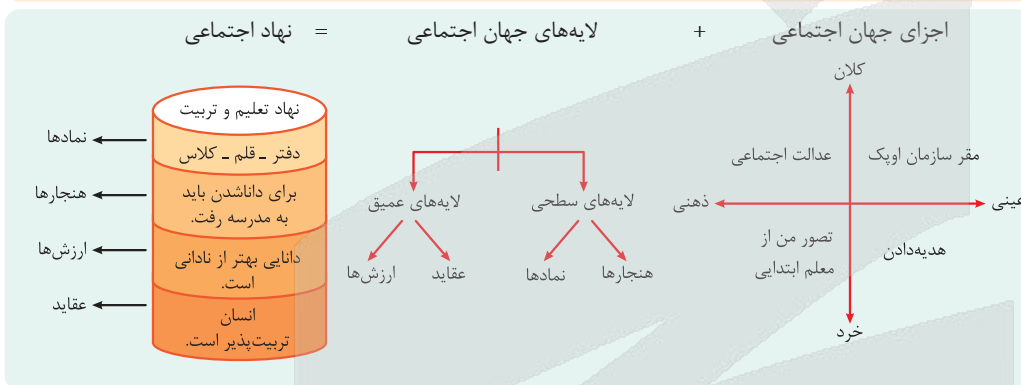 اجزای جهان اجتماعی + لایه‌های جهان اجتماعی = نهاد اجتماعی
کلان
مقر سازمان اوپک
عدالت اجتماعی
عینی
ذهنی
هدیه‌دادن
تصور من از
معلم ابتدایی
خرد
لایه‌های سطحی
لایه‌های عمیق
هنجارها
نمادها
عقاید
ارزش‌ها
نهاد تعلیم و تربیت
دفتر ـ قلم ـ کلاس
نمادها
برای داناشدن باید
به مدرسه رفت.
هنجارها
دانایی بهتر از نادانی
است.
ارزش‌ها
انسان
تربیت‌پذیر است.
عقاید